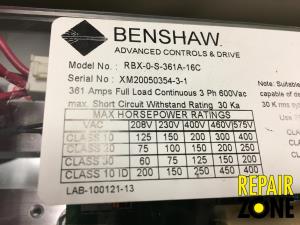 BENSHAW
ADVANCED CONTROLS & DRIVE
Model No. : RBX-0-S-361A-16C
Serial No : XM20050354-3-1
361 Amps Full Load Continuous 3 Ph 600Vac
max. Short Circuit Withstand Rating 30 Ka
MAX HORSEPOWER RATINGS
VAC 208V 230V 400V 460V 575V
CLASS 10 125 150 200 300 400
CLASS 20 75 100 150 200 250
CLASS 30 60 75 125 150 200
CLASS 10 ID 200 150 250 450 400
LAB-100121-13
Note: Suitable
capable of de
30 K rms sy
REPAIR
ZONE